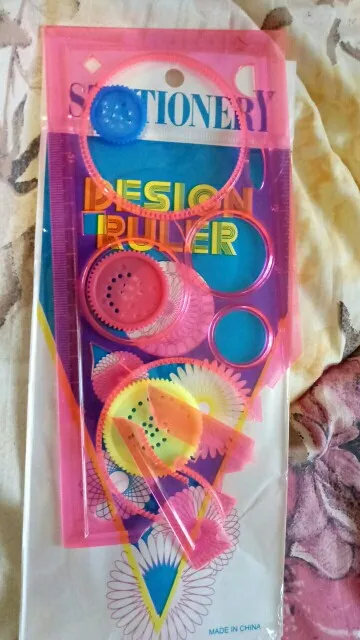 STATIONERY
DESIGN
RULER
MADE IN CHINA